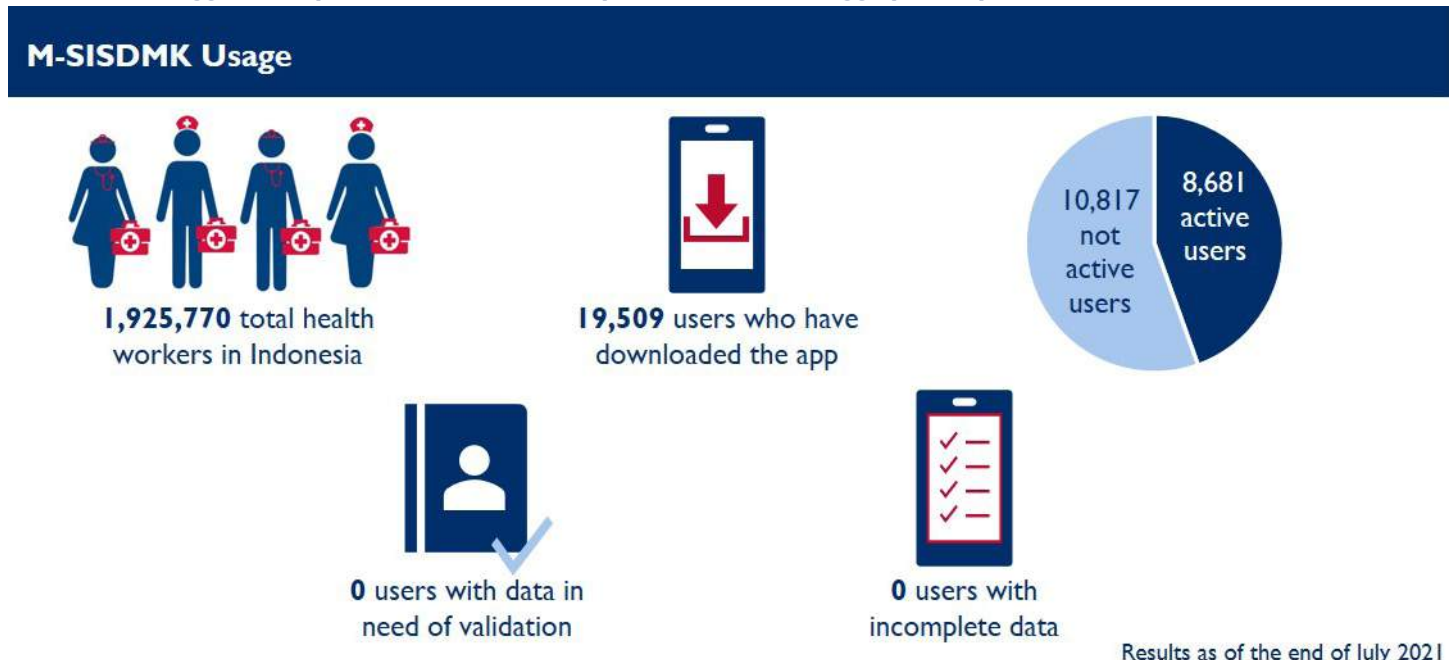 M-SISDMK Usage
1,925,770 total health
workers in Indonesia
19,509 users who have
downloaded the app
10,817
not
active
users
8,681
active
users
0 users with data in
need of validation
0 users with
incomplete data
Results as of the end of July 2021